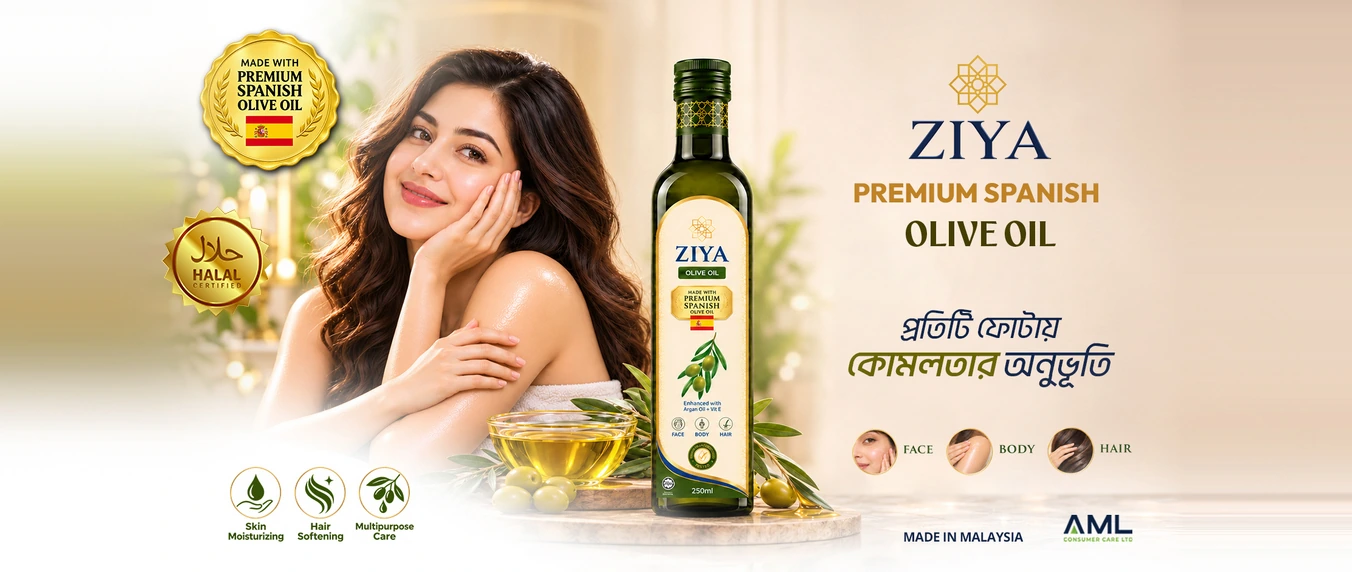 MADE WITH
PREMIUM
SPANISH
OLIVE OIL
حلال
HALAL
CERTIFIED
Skin
Moisturizing
Hair
Softening
Multipurpose
Care
ZIYA
OLIVE OIL
MADE WITH
PREMIUM
SPANISH
OLIVE OIL
Enhanced with
Argan Oil + Vit E
FACE
BODY
HAIR
250ml
ZIYA
PREMIUM SPANISH
OLIVE OIL
প্রতিটি ফোটায়
কোমলতার অনুভূতি
FACE
BODY
HAIR
MADE IN MALAYSIA
AML
CONSUMER CARE LTD